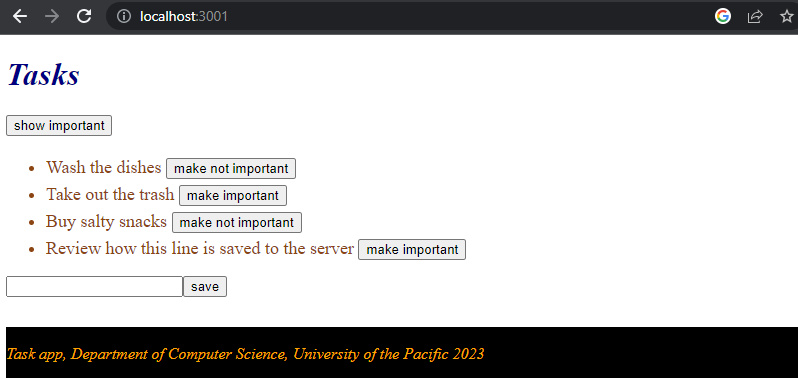 localhost:3001
Tasks
show important
Wash the dishes make not important
Take out the trash make important
Buy salty snacks make not important
Review how this line is saved to the server make important
save
Task app, Department of Computer Science, University of the Pacific 2023